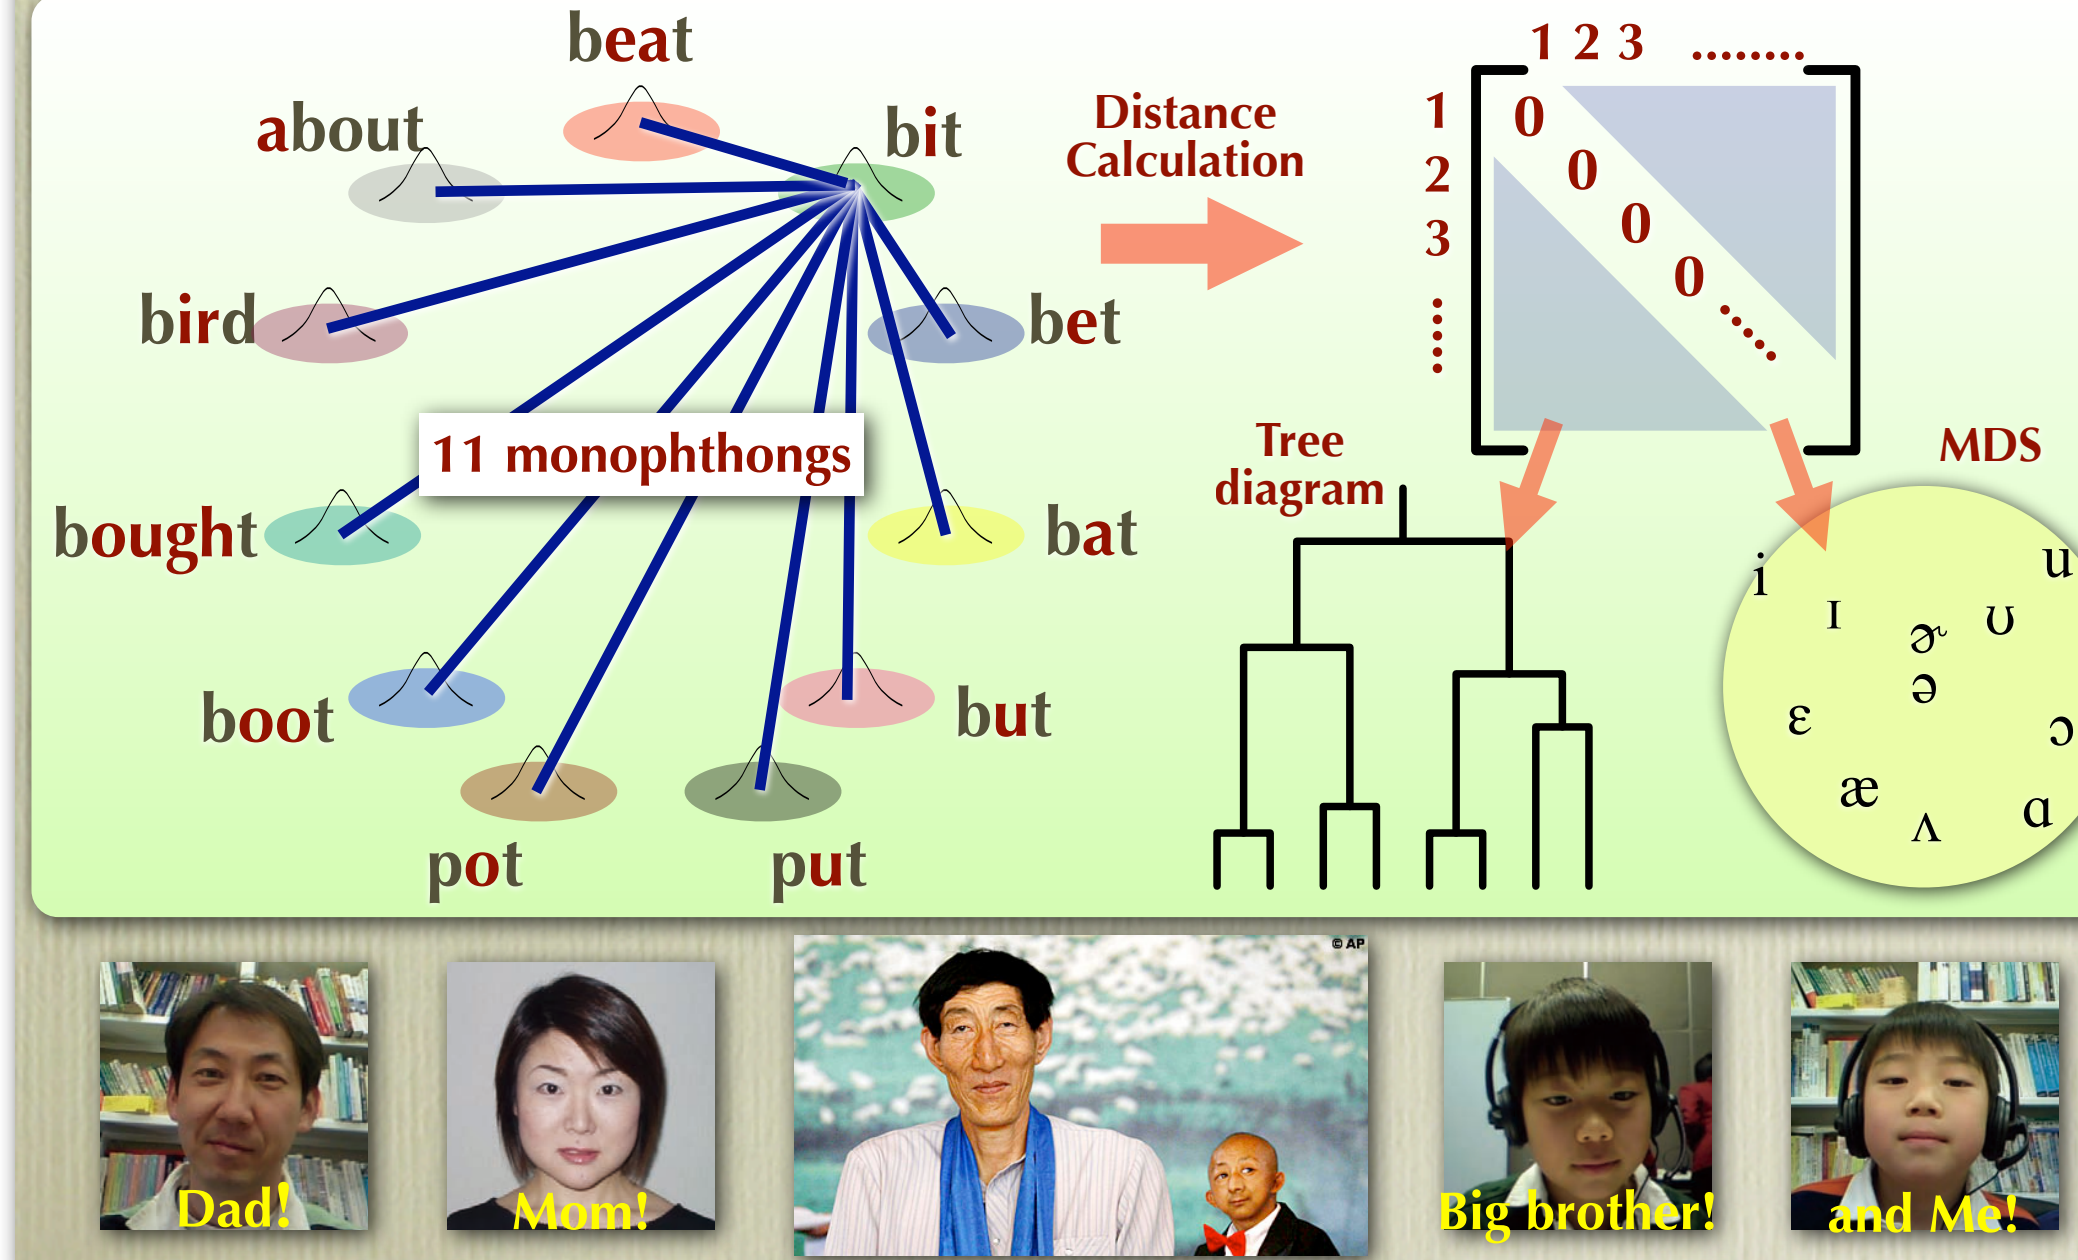 beat
about
bit
bird
bet
11 monophthongs
bought
bat
boot
but
pot
put
Distance
Calculation
1 2 3 ........
1
2
3
0
0
0
0
Tree
diagram
MDS
i
u
ɪ
ʊ
ɚ
ə
ɛ
ɔ
æ
ɑ
ʌ
© AP
Dad!
Mom!
Big brother!
and Me!